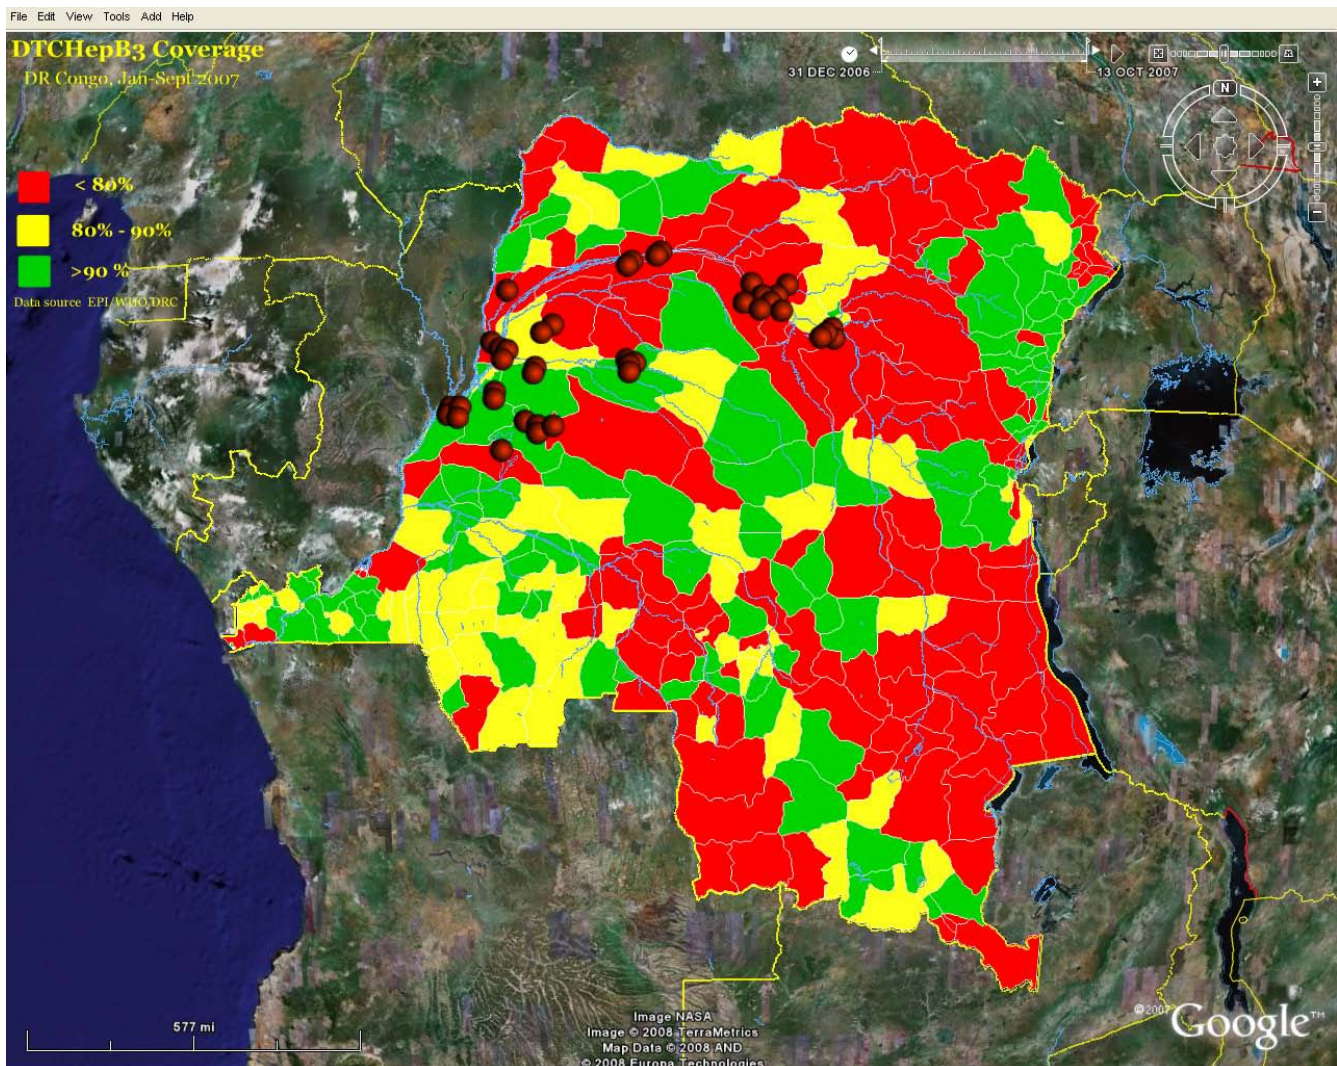 File Edit View Tools Add Help
DTCHepB3 Coverage
DR Congo, Jan-Sept 2007
31 DEC 2006
13 OCT 2007
N
< 80%
80% - 90%
>90 %
Data source EPI/WHO DRC
577 mi
Image NASA
Image © 2008 TerraMetrics
Map Data © 2008 AND
© 2008 Europa Technologies
© 2007 Google™